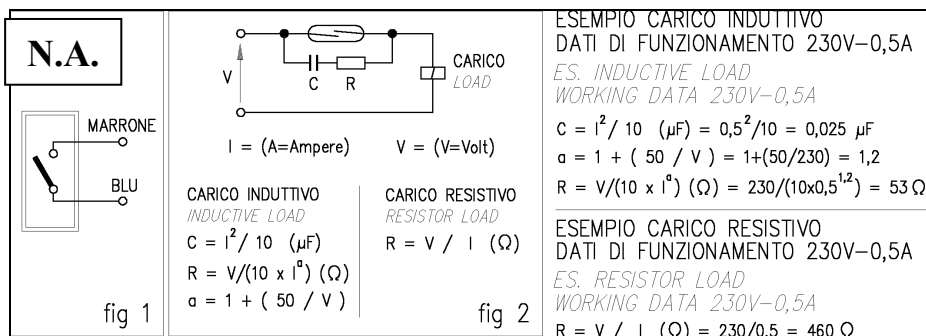 N.A.
MARRONE
BLU
fig 1
V
C R
CARICO
LOAD
I = (A=Ampere) V = (V=Volt)
CARICO INDUTTIVO
INDUCTIVE LOAD
C = I²/ 10 (µF)
R = V/(10 x Iᵅ) (Ω)
a = 1 + ( 50 / V )
CARICO RESISTIVO
RESISTOR LOAD
R = V / I (Ω)
fig 2
ESEMPIO CARICO INDUTTIVO
DATI DI FUNZIONAMENTO 230V-0,5A
ES. INDUCTIVE LOAD
WORKING DATA 230V-0,5A
C = I²/ 10 (µF) = 0,5²/10 = 0,025 µF
a = 1 + ( 50 / V ) = 1+(50/230) = 1,2
R = V/(10 x Iᵅ) (Ω) = 230/(10x0,5¹˒²) = 53 Ω
ESEMPIO CARICO RESISTIVO
DATI DI FUNZIONAMENTO 230V-0,5A
ES. RESISTOR LOAD
WORKING DATA 230V-0,5A
R = V / I (Ω) = 230/0,5 = 460 Ω